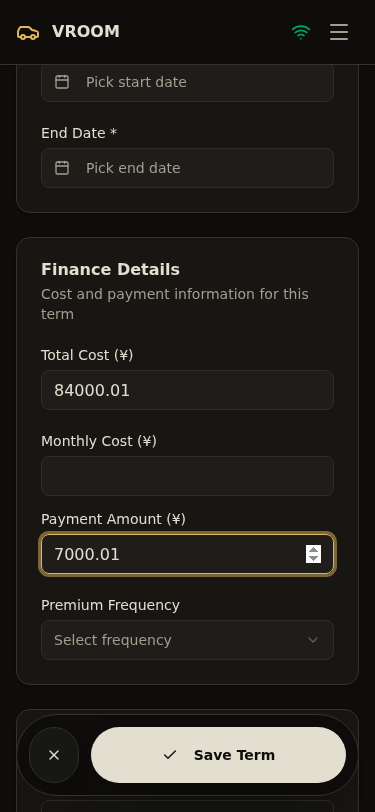 VROOM
Pick start date
End Date *
Pick end date
Finance Details
Cost and payment information for this
term
Total Cost (¥)
84000.01
Monthly Cost (¥)
Payment Amount (¥)
7000.01
Premium Frequency
Select frequency
Save Term